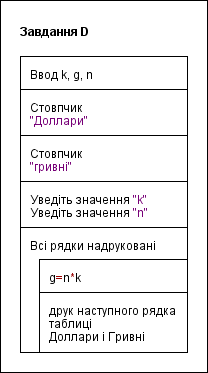 Завдання D
Ввод k, g, n
Стовпчик
"Доллари"
Стовпчик
"гривні"
Уведіть значення "k"
Уведіть значення "n"
Всі рядки надруковані
g=n*k
друк наступного рядка
таблиці
Доллари і Гривні